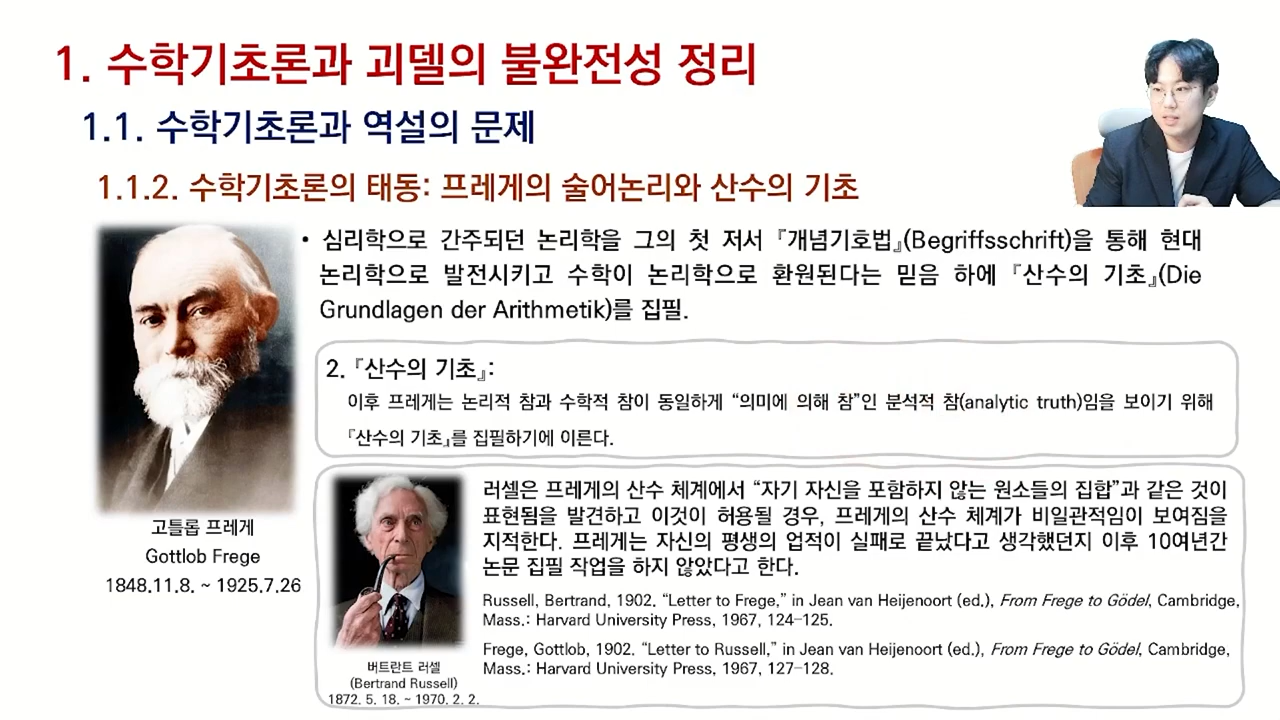 1. 수학기초론과 괴델의 불완전성 정리
1.1. 수학기초론과 역설의 문제
1.1.2. 수학기초론의 태동: 프레게의 술어논리와 산수의 기초
• 심리학으로 간주되던 논리학을 그의 첫 저서 『개념기호법』(Begriffsschrift)을 통해 현대
논리학으로 발전시키고 수학이 논리학으로 환원된다는 믿음 하에 『산수의 기초』(Die
Grundlagen der Arithmetik)를 집필.
2. 『산수의 기초』:
이후 프레게는 논리적 참과 수학적 참이 동일하게 “의미에 의해 참”인 분석적 참(analytic truth)임을 보이기 위해
『산수의 기초』를 집필하기에 이른다.
고틀롭 프레게
Gottlob Frege
1848.11.8. ~ 1925.7.26
러셀은 프레게의 산수 체계에서 “자기 자신을 포함하지 않는 원소들의 집합”과 같은 것이
표현됨을 발견하고 이것이 허용될 경우, 프레게의 산수 체계가 비일관적임이 보여짐을
지적한다. 프레게는 자신의 평생의 업적이 실패로 끝났다고 생각했던지 이후 10여년간
논문 집필 작업을 하지 않았다고 한다.
Russell, Bertrand, 1902. “Letter to Frege,” in Jean van Heijenoort (ed.), From Frege to Gödel, Cambridge,
Mass.: Harvard University Press, 1967, 124-125.
Frege, Gottlob, 1902. “Letter to Russell,” in Jean van Heijenoort (ed.), From Frege to Gödel, Cambridge,
Mass.: Harvard University Press, 1967, 127-128.
버트란트 러셀
(Bertrand Russell)
1872. 5. 18. ~ 1970. 2. 2.